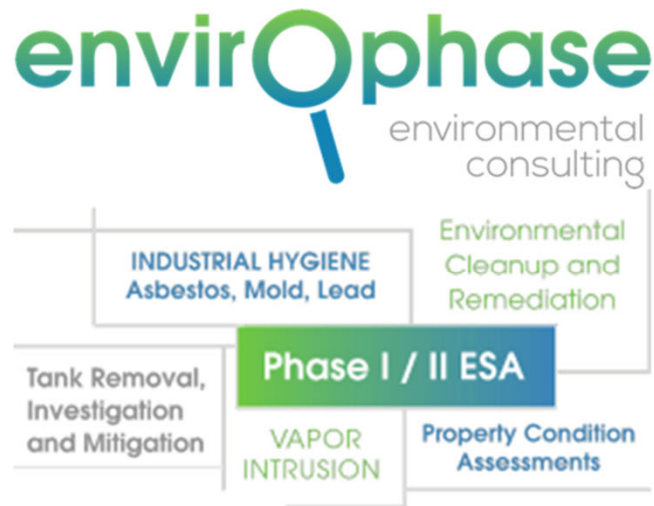 envirophase
environmental
consulting
INDUSTRIAL HYGIENE
Asbestos, Mold, Lead
Environmental
Cleanup and
Remediation
Phase I / II ESA
Tank Removal,
Investigation
and Mitigation
VAPOR
INTRUSION
Property Condition
Assessments